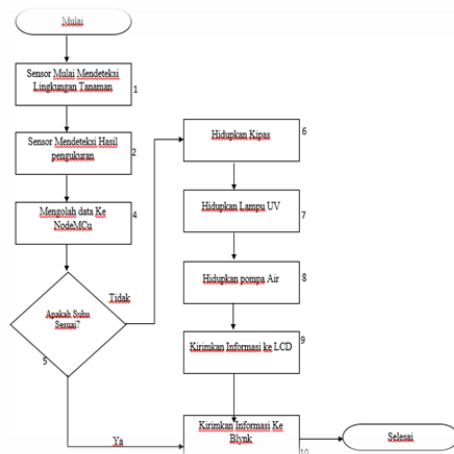 Mulai
Sensor Mulai Mendeteksi
Lingkungan Tanaman
1
Sensor Mendeteksi Hasil
pengukuran
2
Mengolah data Ke
NodeMCu
4
Apakah Suhu
Sesuai?
5
Tidak
Ya
Hidupkan Kipas
6
Hidupkan Lampu UV
7
Hidupkan pompa Air
8
Kirimkan Informasi ke LCD
9
Kirimkan Informasi Ke
Blynk
10
Selesai